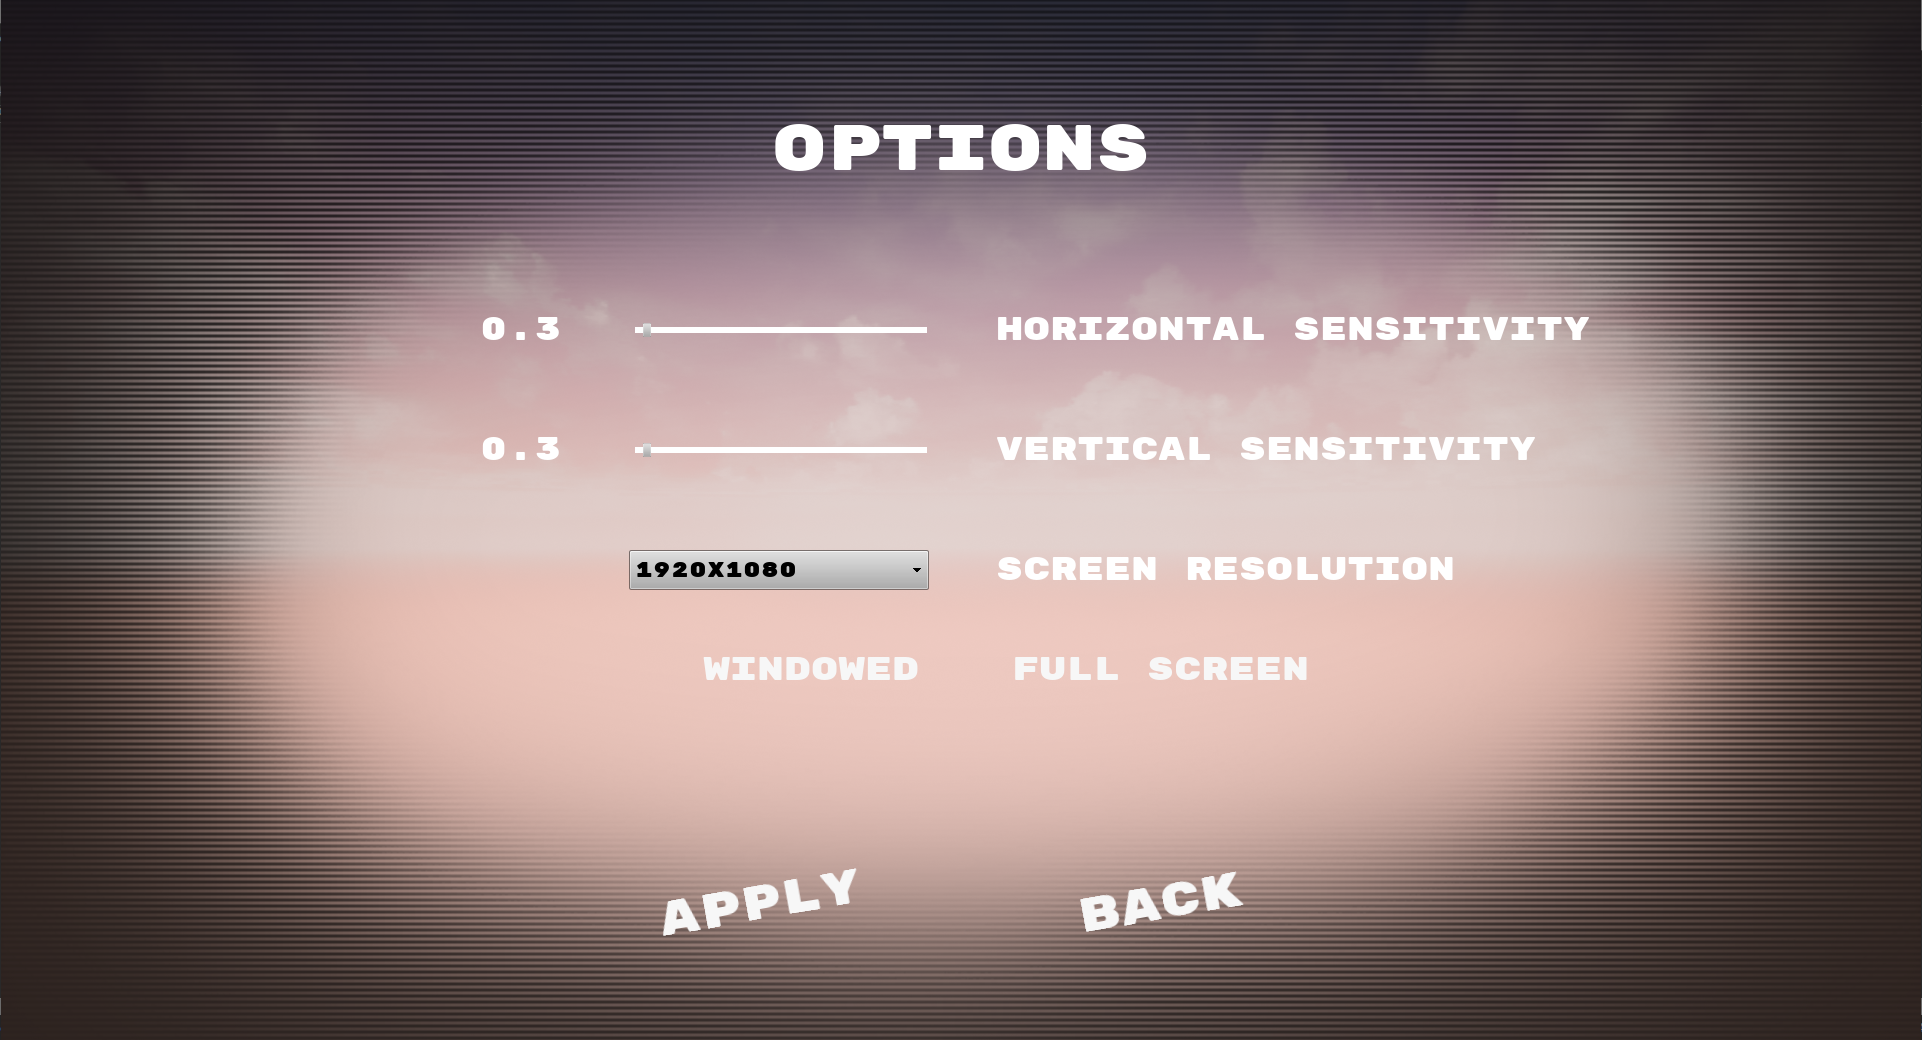 OPTIONS
0.3 HORIZONTAL SENSITIVITY
0.3 VERTICAL SENSITIVITY
1920X1080 SCREEN RESOLUTION
WINDOWED FULL SCREEN
APPLY BACK